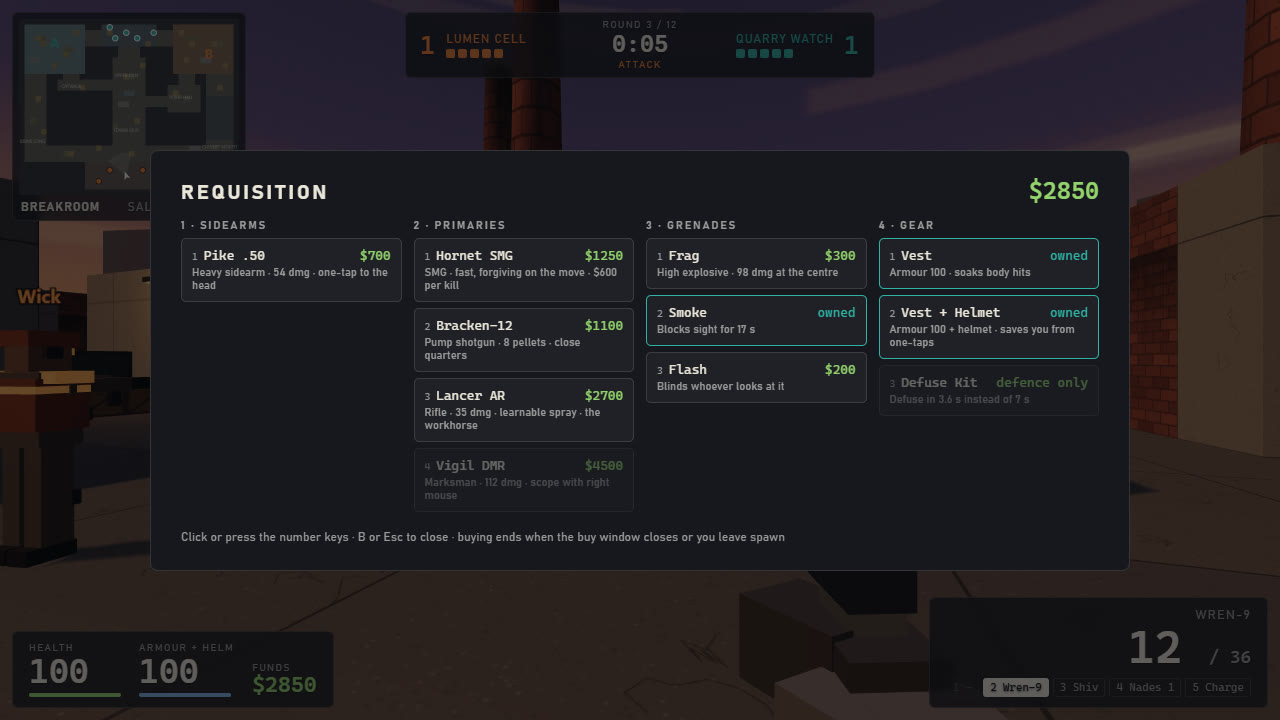 A
B
BREAKROOM
SAL
1 LUMEN CELL
ROUND 3 / 12
0:05
ATTACK
QUARRY WATCH 1
REQUISITION
$2850
1 · SIDEARMS
1 Pike .50 $700
Heavy sidearm · 54 dmg · one-tap to the
head
2 · PRIMARIES
1 Hornet SMG $1250
SMG · fast, forgiving on the move · $600
per kill
2 Bracken-12 $1100
Pump shotgun · 8 pellets · close
quarters
3 Lancer AR $2700
Rifle · 35 dmg · learnable spray · the
workhorse
4 Vigil DMR $4500
Marksman · 112 dmg · scope with right
mouse
3 · GRENADES
1 Frag $300
High explosive · 98 dmg at the centre
2 Smoke owned
Blocks sight for 17 s
3 Flash $200
Blinds whoever looks at it
4 · GEAR
1 Vest owned
Armour 100 · soaks body hits
2 Vest + Helmet owned
Armour 100 + helmet · saves you from
one-taps
3 Defuse Kit defence only
Defuse in 3.6 s instead of 7 s
Click or press the number keys · B or Esc to close · buying ends when the buy window closes or you leave spawn
Wick
HEALTH
100
ARMOUR + HELM
100
FUNDS
$2850
WREN-9
12 / 36
1 —
2 Wren-9
3 Shiv
4 Nades 1
5 Charge